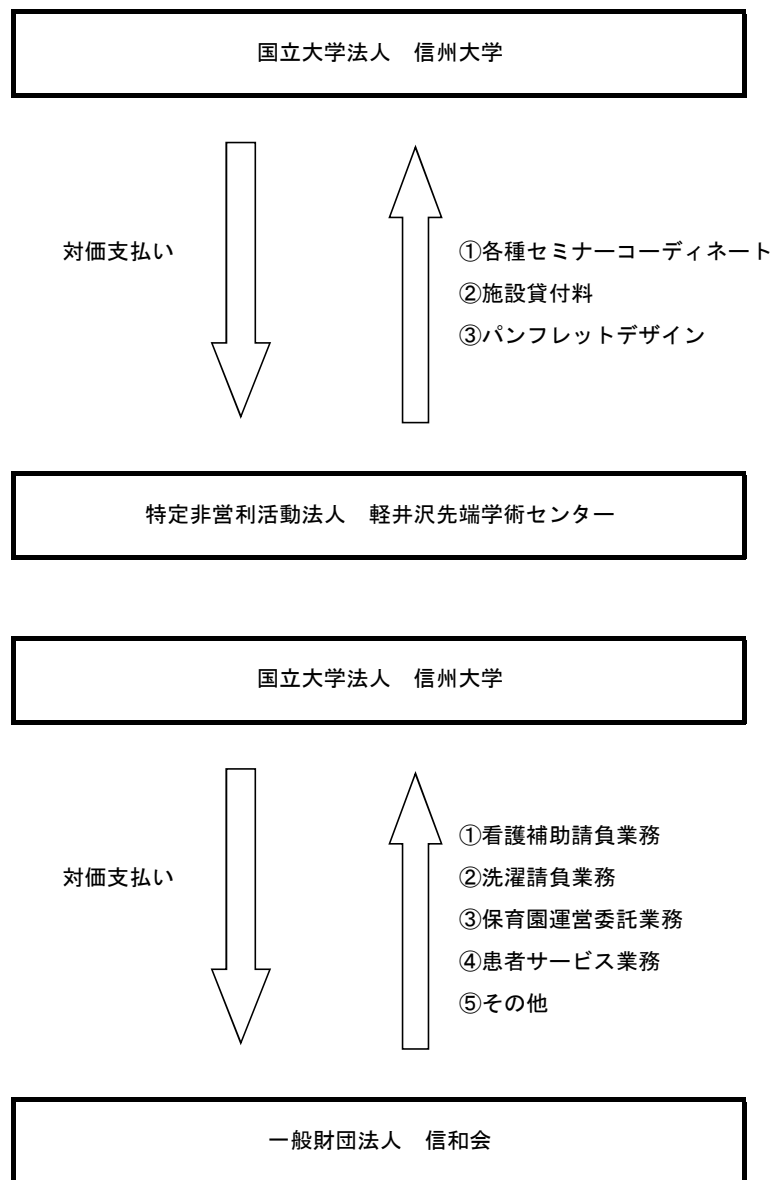 国立大学法人　信州大学
対価支払い
①各種セミナーコーディネート
②施設貸付料
③パンフレットデザイン
特定非営利活動法人　軽井沢先端学術センター
国立大学法人　信州大学
対価支払い
①看護補助請負業務
②洗濯請負業務
③保育園運営委託業務
④患者サービス業務
⑤その他
一般財団法人　信和会